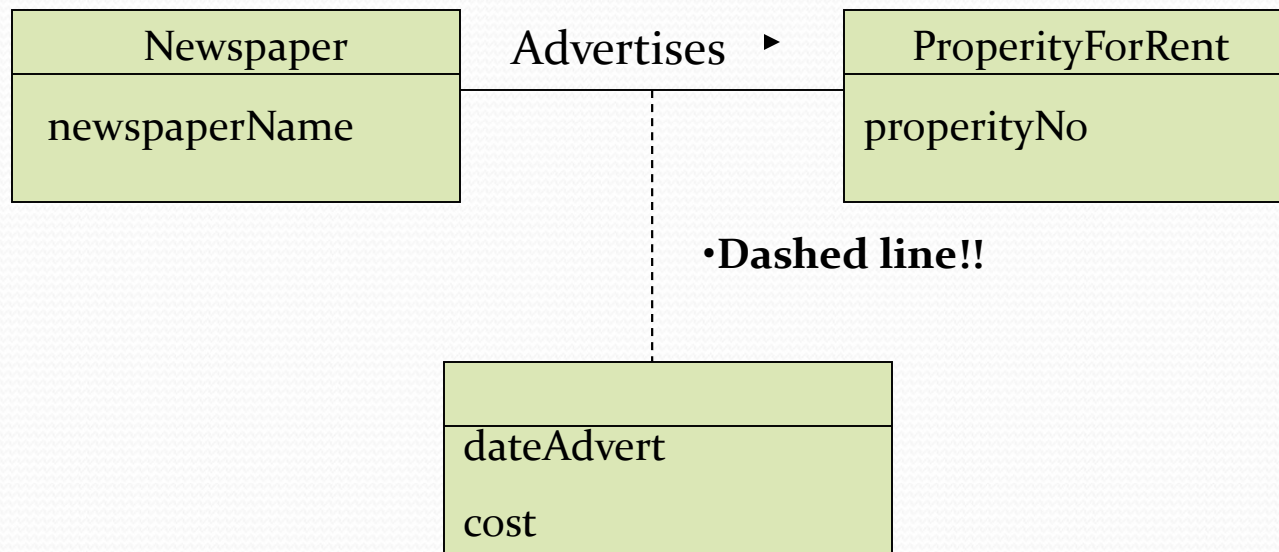 Newspaper
Advertises ►
ProperityForRent
newspaperName
properityNo
•Dashed line!!
dateAdvert
cost